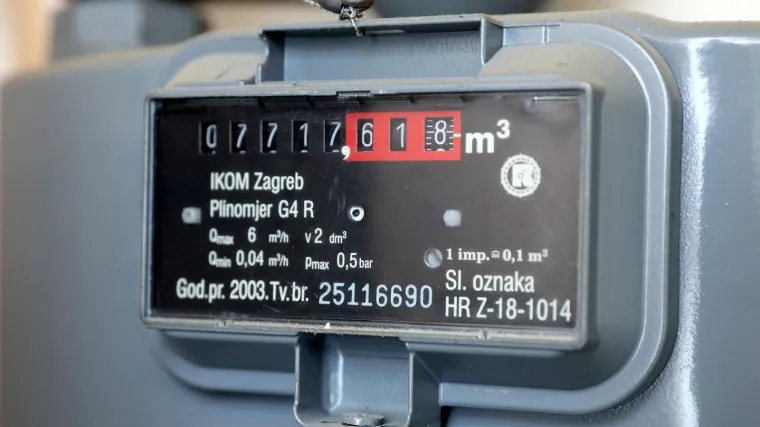 07717,618 m³
IKOM Zagreb
Plinomjer G4 R
Qmax 6 m³/h v 2 dm³
Qmin 0,04 m³/h pmax 0,5 bar
1 imp.≙0,1 m³
God.pr. 2003.Tv.br. 25116690
Sl. oznaka
HR Z-18-1014